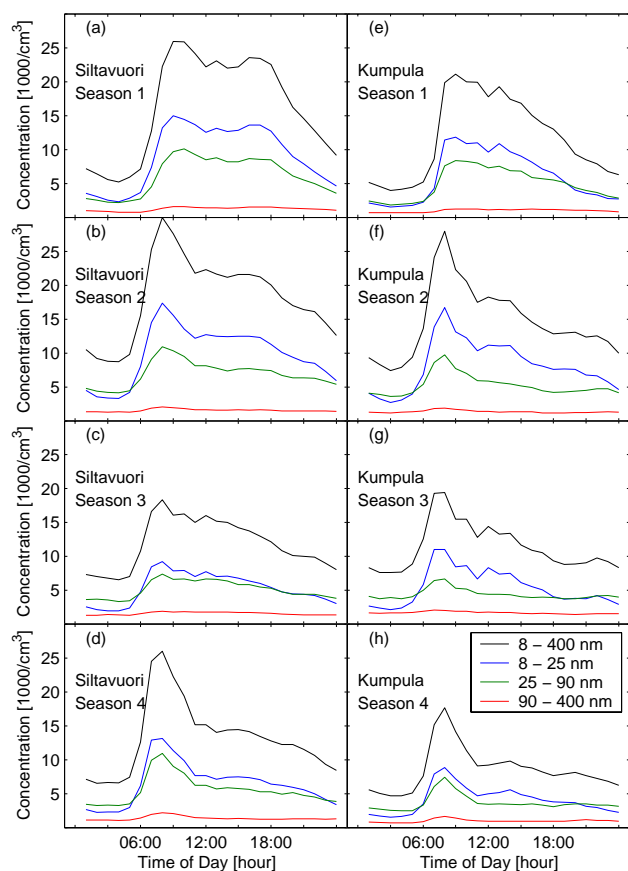 (a)
Siltavuori
Season 1
Concentration [1000/cm³]
25
20
15
10
5
(e)
Kumpula
Season 1
(b)
Siltavuori
Season 2
Concentration [1000/cm³]
25
20
15
10
5
(f)
Kumpula
Season 2
(c)
Siltavuori
Season 3
Concentration [1000/cm³]
25
20
15
10
5
(g)
Kumpula
Season 3
(d)
Siltavuori
Season 4
Concentration [1000/cm³]
25
20
15
10
5
(h)
Kumpula
Season 4
8 − 400 nm
8 − 25 nm
25 − 90 nm
90 − 400 nm
06:00 12:00 18:00
Time of Day [hour]
06:00 12:00 18:00
Time of Day [hour]